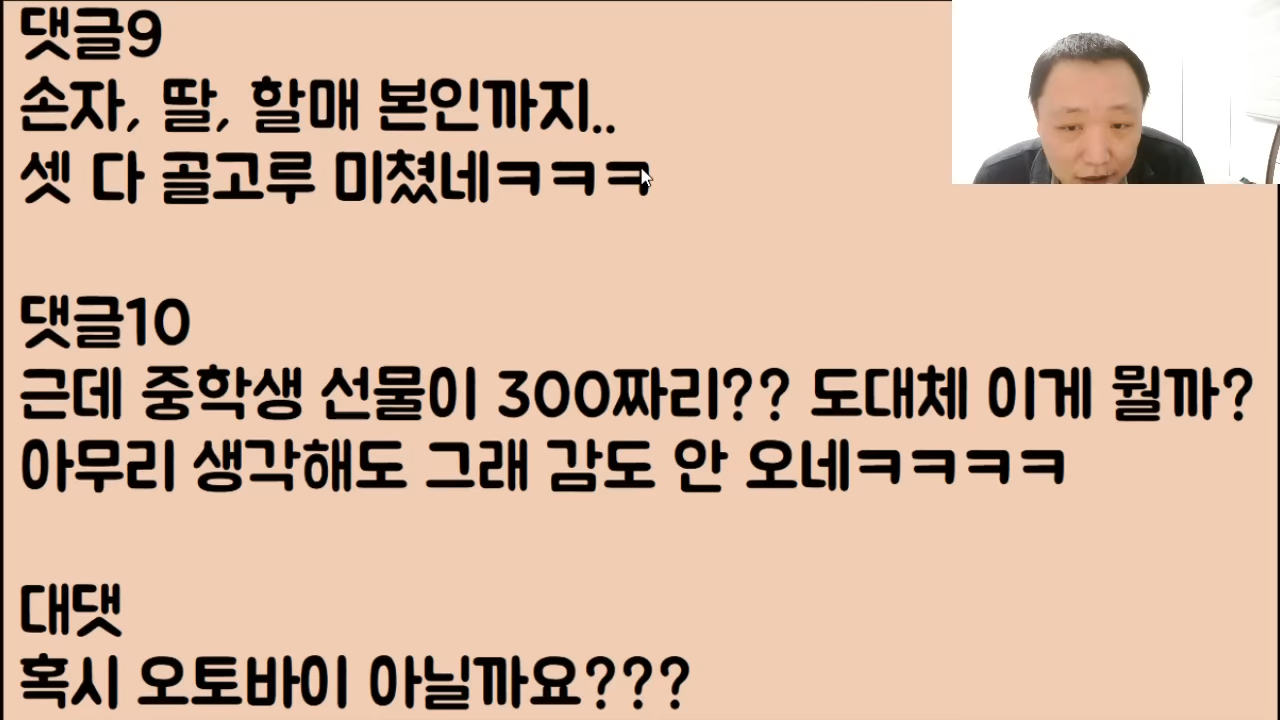 댓글9
손자, 딸, 할매 본인까지..
셋 다 골고루 미쳤네ㅋㅋㅋ
댓글10
근데 중학생 선물이 300짜리?? 도대체 이게 뭘까?
아무리 생각해도 그래 감도 안 오네ㅋㅋㅋㅋ
대댓
혹시 오토바이 아닐까요???